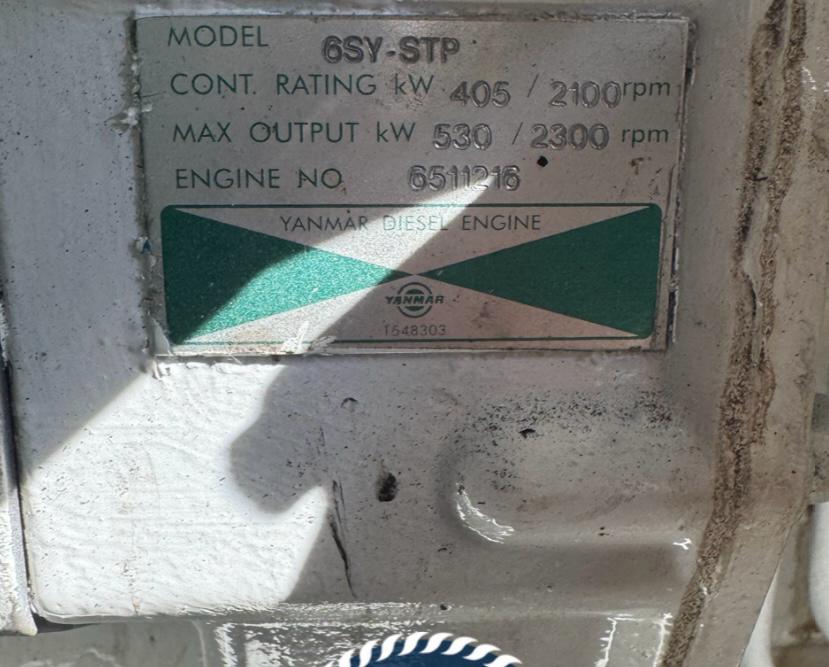 MODEL 6SY-STP
CONT. RATING kW 405 / 2100 rpm
MAX OUTPUT kW 530 / 2300 rpm
ENGINE NO 6511216
YANMAR DIESEL ENGINE
YANMAR
1548303